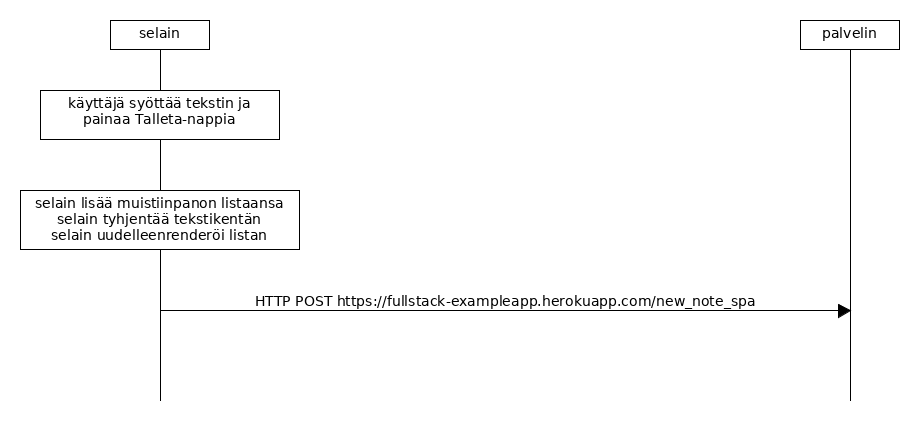 selain
palvelin
käyttäjä syöttää tekstin ja
painaa Talleta-nappia
selain lisää muistiinpanon listaansa
selain tyhjentää tekstikentän
selain uudelleenrenderöi listan
HTTP POST https://fullstack-exampleapp.herokuapp.com/new_note_spa